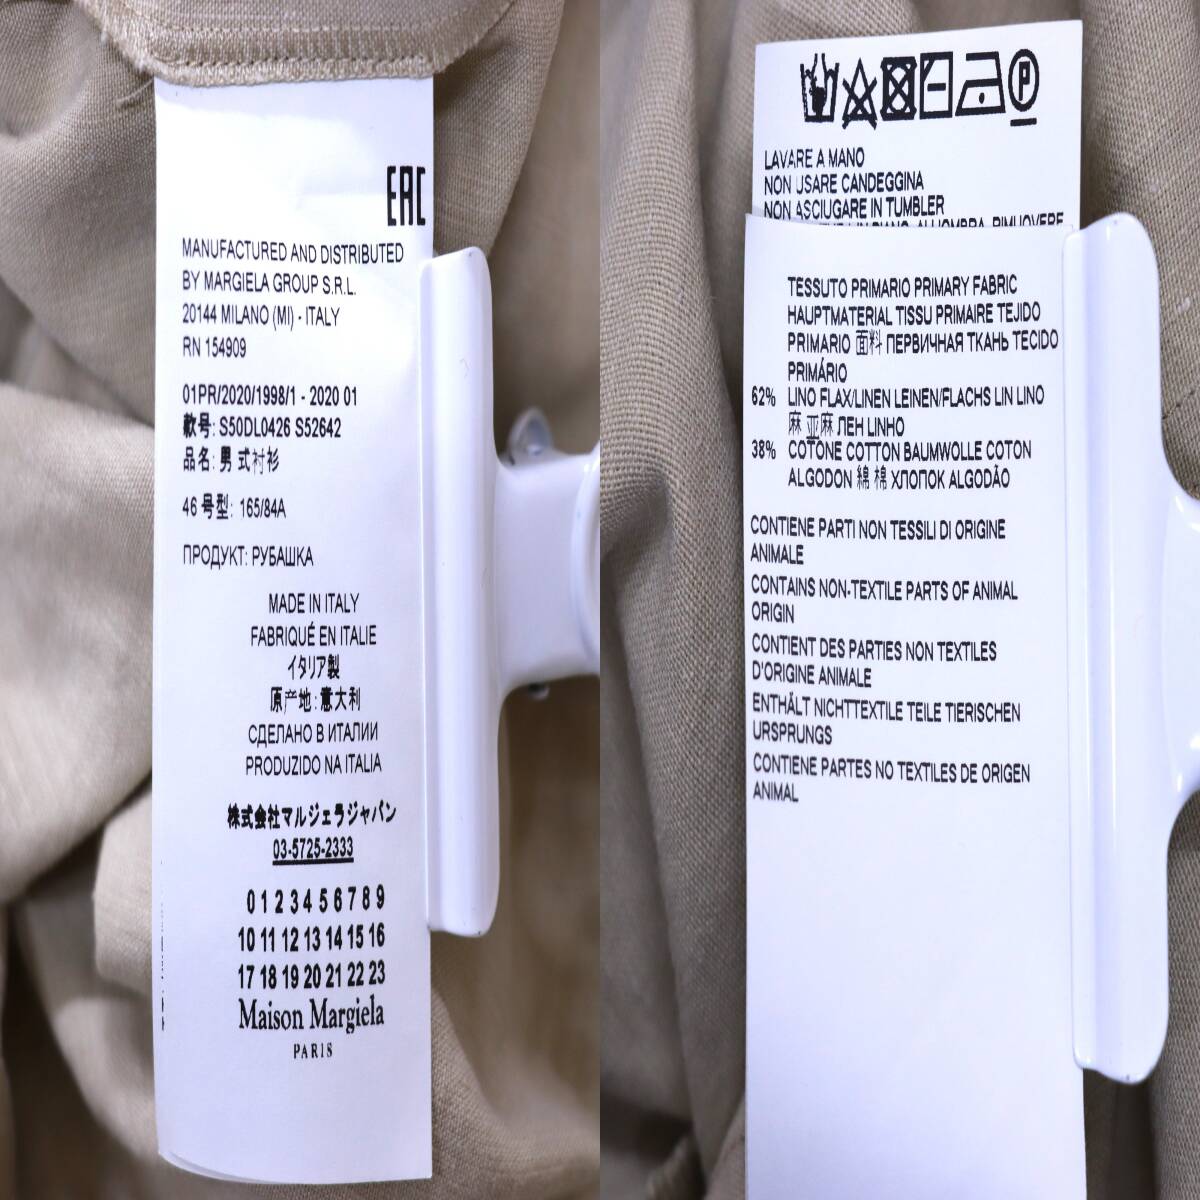 EAC
MANUFACTURED AND DISTRIBUTED
BY MARGIELA GROUP S.R.L.
20144 MILANO (MI) - ITALY
RN 154909
01PR/2020/1998/1 - 2020 01
款号: S50DL0426 S52642
品名: 男式衬衫
46 号型: 165/84A
ПРОДУКТ: РУБАШКА
MADE IN ITALY
FABRIQUÉ EN ITALIE
イタリア製
原产地: 意大利
СДЕЛАНО В ИТАЛИИ
PRODUZIDO NA ITALIA
株式会社マルジェラジャパン
03-5725-2333
0 1 2 3 4 5 6 7 8 9
10 11 12 13 14 15 16
17 18 19 20 21 22 23
Maison Margiela
PARIS
P
LAVARE A MANO
NON USARE CANDEGGINA
NON ASCIUGARE IN TUMBLER
IN PIANO, ALL'OMBRA, RIMUOVERE
TESSUTO PRIMARIO PRIMARY FABRIC
HAUPTMATERIAL TISSU PRIMAIRE TEJIDO
PRIMARIO 面料 ПЕРВИЧНАЯ ТКАНЬ TECIDO
PRIMÁRIO
62% LINO FLAX/LINEN LEINEN/FLACHS LIN LINO
麻 亚麻 ЛЕН LINHO
38% COTONE COTTON BAUMWOLLE COTON
ALGODON 綿 棉 ХЛОПОК ALGODÃO
CONTIENE PARTI NON TESSILI DI ORIGINE
ANIMALE
CONTAINS NON-TEXTILE PARTS OF ANIMAL
ORIGIN
CONTIENT DES PARTIES NON TEXTILES
D'ORIGINE ANIMALE
ENTHÄLT NICHTTEXTILE TEILE TIERISCHEN
URSPRUNGS
CONTIENE PARTES NO TEXTILES DE ORIGEN
ANIMAL